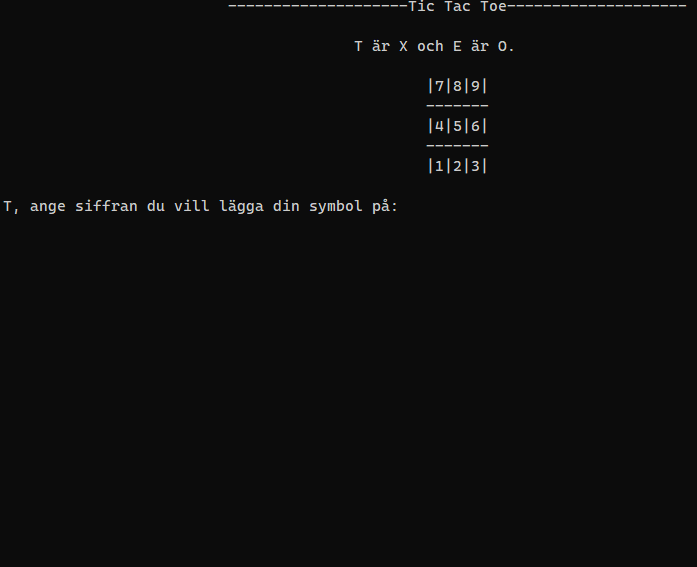 --------------------Tic Tac Toe--------------------
T är X och E är O.
|7|8|9|
-------
|4|5|6|
-------
|1|2|3|
T, ange siffran du vill lägga din symbol på: